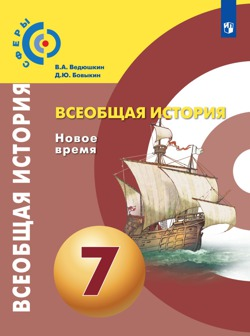 СФЕРЫ
В.А. Ведюшкин
Д.Ю. Бовыкин
ВСЕОБЩАЯ ИСТОРИЯ
Новое
время
7
ВСЕОБЩАЯ ИСТОРИЯ